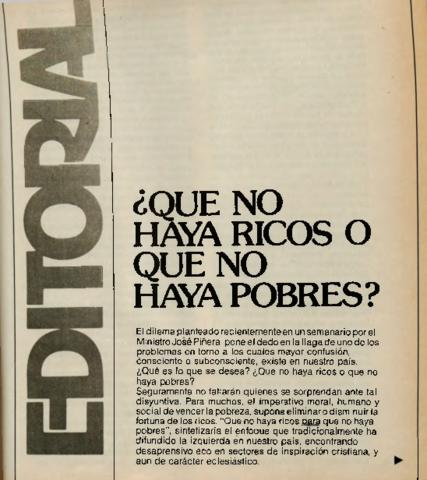 EDITORIAL
¿QUE NO
HAYA RICOS O
QUE NO
HAYA POBRES?
El dilema planteado recientemente en un semanario por el
Ministro José Piñera pone el dedo en la llaga de uno de los
problemas en torno a los cuales mayor confusión,
consciente o subconsciente, existe en nuestro país.
¿Qué es lo que se desea? ¿Que no haya ricos o que no
haya pobres?
Seguramente no faltarán quienes se sorprendan ante tal
disyuntiva. Para muchos, el imperativo moral, humano y
social de vencer la pobreza, supone eliminar o disminuir la
fortuna de los ricos. "Que no haya ricos para que no haya
pobres", sintetizaría el enfoque que tradicionalmente ha
difundido la izquierda en nuestro país, encontrando
desaprensivo eco en sectores de inspiración cristiana, y
aun de carácter eclesiástico.